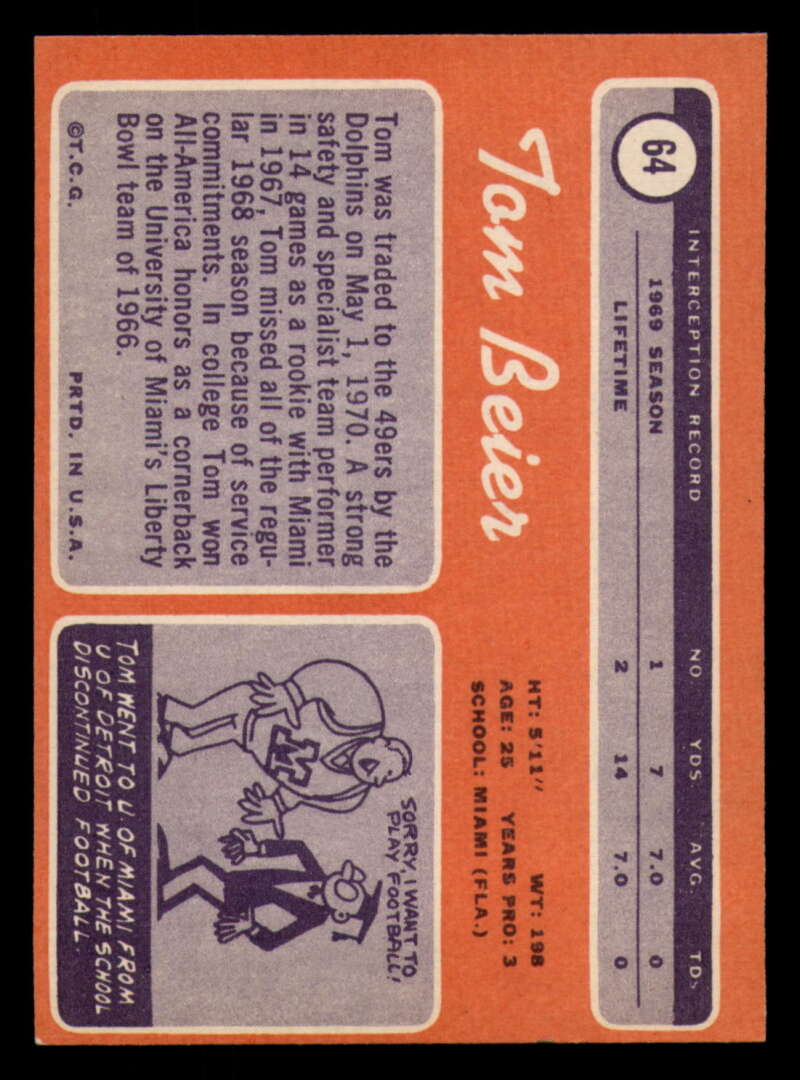 64
INTERCEPTION RECORD NO. YDS. AVG. TDs
1969 SEASON 1 7 7.0 0
LIFETIME 2 14 7.0 0
Tom Beier
HT: 5'11" WT: 198
AGE: 25 YEARS PRO: 3
SCHOOL: MIAMI (FLA.)
Tom was traded to the 49ers by the
Dolphins on May 1, 1970. A strong
safety and specialist team performer
in 14 games as a rookie with Miami
in 1967, Tom missed all of the regu-
lar 1968 season because of service
commitments. In college Tom won
All-America honors as a cornerback
on the University of Miami's Liberty
Bowl team of 1966.
©T.C.G. PRTD. IN U.S.A.
SORRY, I WANT TO
PLAY FOOTBALL!
M
TOM WENT TO U. OF MIAMI FROM
U OF DETROIT WHEN THE SCHOOL
DISCONTINUED FOOTBALL.